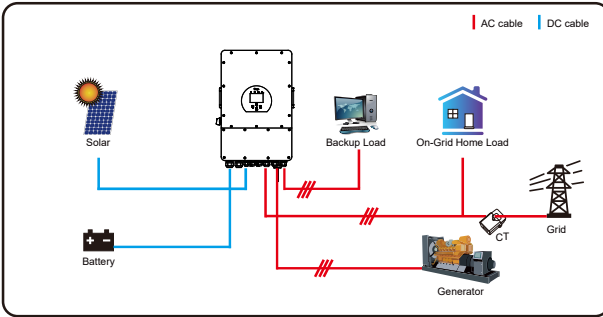 AC cable
DC cable
Solar
Backup Load
On-Grid Home Load
CT
Grid
Battery
Generator